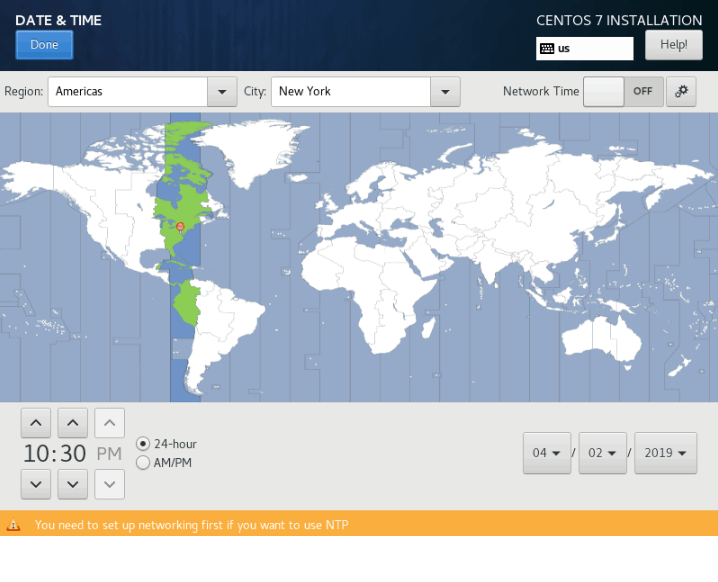 DATE & TIME
CENTOS 7 INSTALLATION
Done
us
Help!
Region:
Americas
City:
New York
Network Time
OFF
10:30 PM
24-hour
AM/PM
04 / 02 / 2019
You need to set up networking first if you want to use NTP